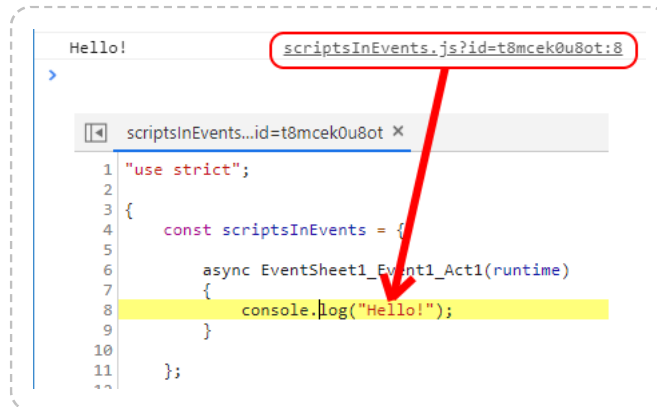 Hello! scriptsInEvents.js?id=t8mcek0u8ot:8
>
scriptsInEvents...id=t8mcek0u8ot ×
1 "use strict";
2
3 {
4 const scriptsInEvents = {
5
6 async EventSheet1_Event1_Act1(runtime)
7 {
8 console.log("Hello!");
9 }
10
11 };